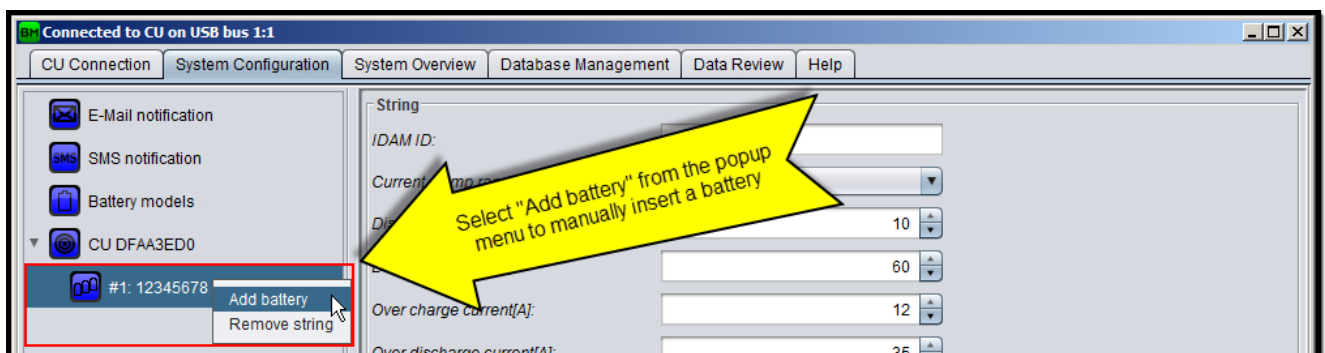 BM Connected to CU on USB bus 1:1
CU Connection System Configuration System Overview Database Management Data Review Help
E-Mail notification
SMS SMS notification
Battery models
CU DFAA3ED0
#1: 12345678
Add battery
Remove string
String
IDAM ID:
Current
10
60
Over charge current[A]: 12
Over discharge current[A]: 35
Select "Add battery" from the popup
menu to manually insert a battery